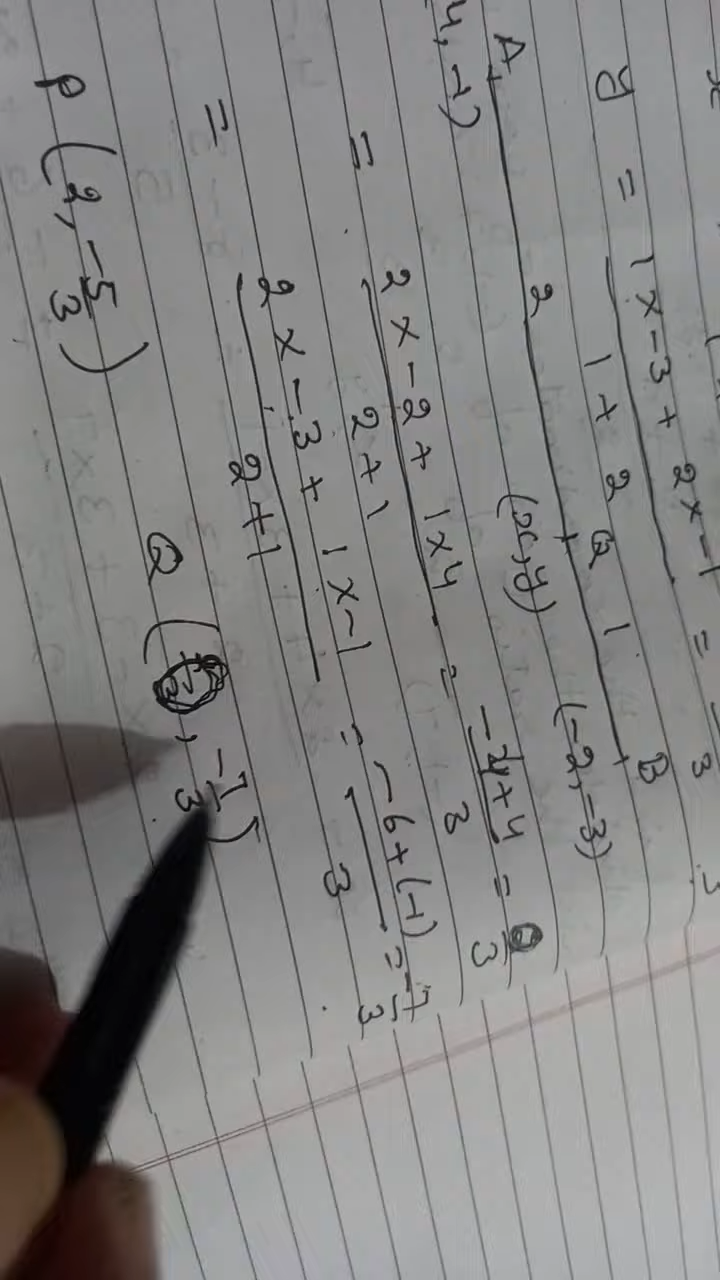 y = 1 x -3 + 2 x -1 / 1 + 2 = / 3
A 2 Q 1 B
4, -1) (x, y) (-2, -3)
= 2 x -2 + 1 x 4 / 2 + 1 = -4 + 4 / 3 = 0 / 3
= 2 x -3 + 1 x -1 / 2 + 1 = -6 + (-1) / 3 = -7 / 3
P (2, -5/3) Q ( , -7/3)